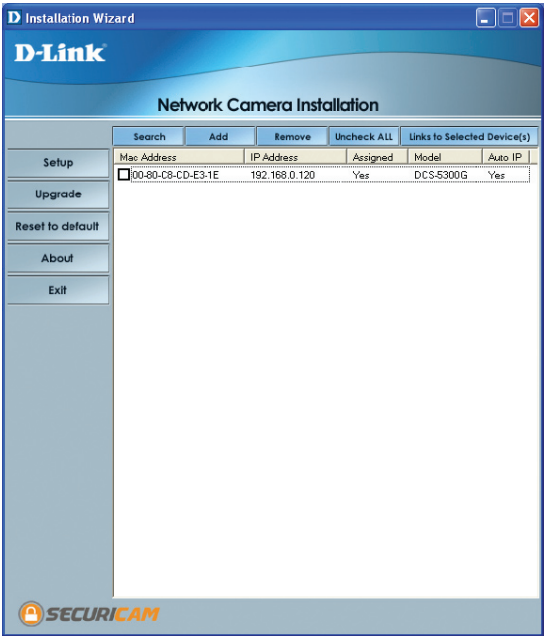 D Installation Wizard
D-Link
Network Camera Installation
Search Add Remove Uncheck ALL Links to Selected Device(s)
Mac Address IP Address Assigned Model Auto IP
00-80-C8-CD-E3-1E 192.168.0.120 Yes DCS-5300G Yes
Setup
Upgrade
Reset to default
About
Exit
SECURICAM